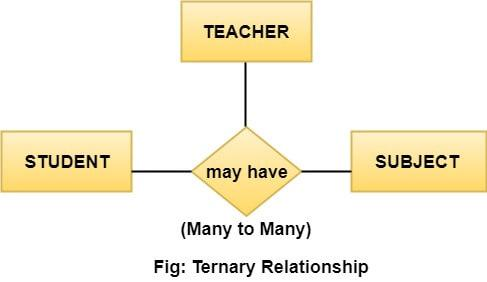 TEACHER
STUDENT
may have
SUBJECT
(Many to Many)
Fig: Ternary Relationship